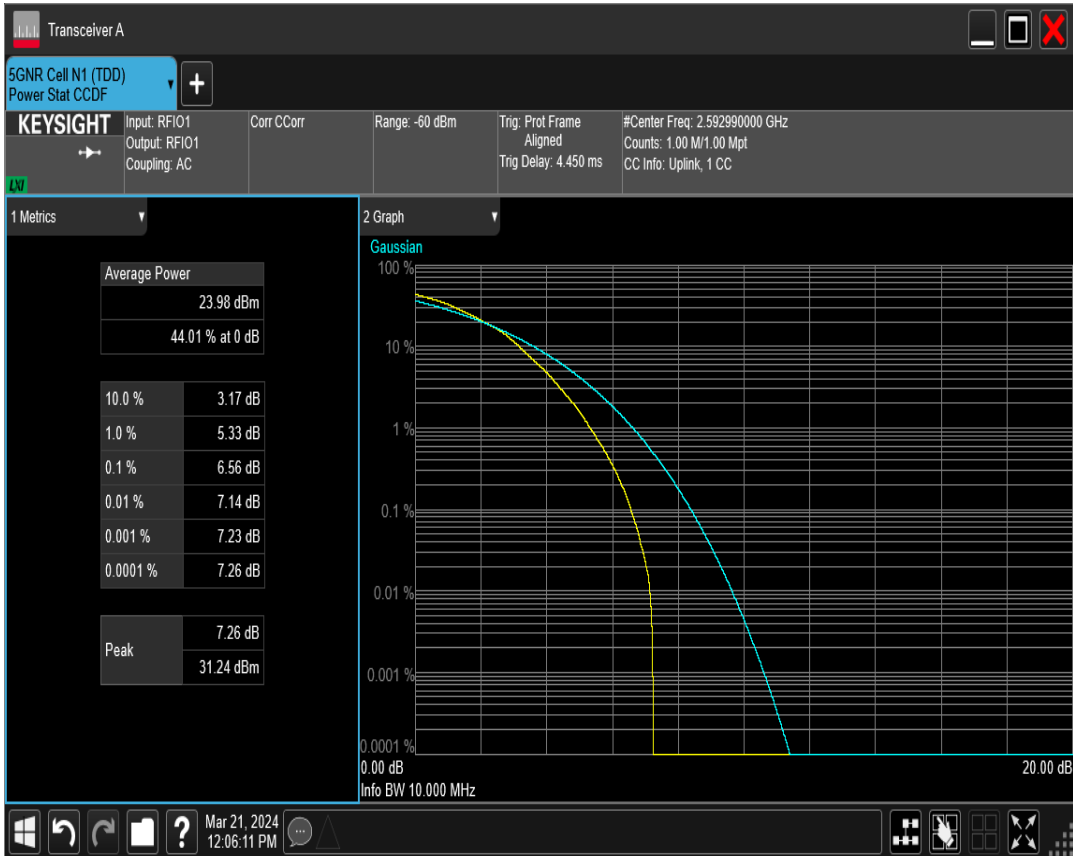 Transceiver A
5GNR Cell N1 (TDD)
Power Stat CCDF
+
KEYSIGHT
LXI
Input: RFIO1
Output: RFIO1
Coupling: AC
Corr CCorr
Range: -60 dBm
Trig: Prot Frame
Aligned
Trig Delay: 4.450 ms
#Center Freq: 2.592990000 GHz
Counts: 1.00 M/1.00 Mpt
CC Info: Uplink, 1 CC
1 Metrics
Average Power
23.98 dBm
44.01 % at 0 dB
10.0 % 3.17 dB
1.0 % 5.33 dB
0.1 % 6.56 dB
0.01 % 7.14 dB
0.001 % 7.23 dB
0.0001 % 7.26 dB
Peak
7.26 dB
31.24 dBm
2 Graph
Gaussian
100 %
10 %
1 %
0.1 %
0.01 %
0.001 %
0.0001 %
0.00 dB 20.00 dB
Info BW 10.000 MHz
?
Mar 21, 2024
12:06:11 PM